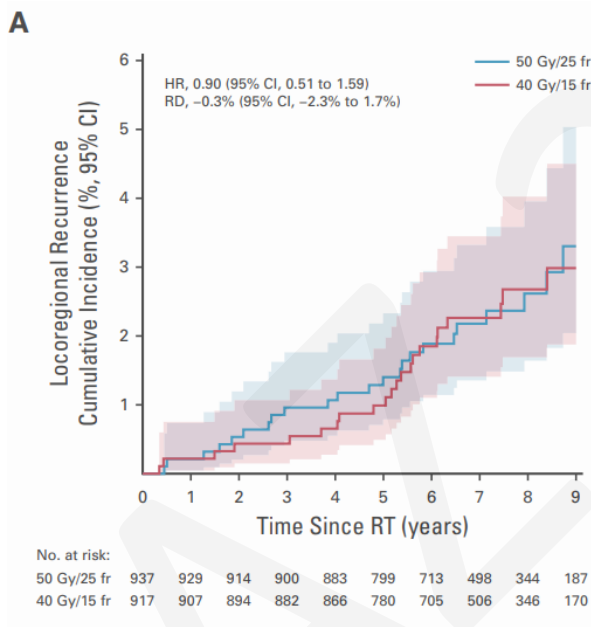 A
6
5
4
3
2
1
Locoregional Recurrence
Cumulative Incidence (%, 95% CI)
HR, 0.90 (95% CI, 0.51 to 1.59)
RD, −0.3% (95% CI, −2.3% to 1.7%)
50 Gy/25 fr
40 Gy/15 fr
0 1 2 3 4 5 6 7 8 9
Time Since RT (years)
No. at risk:
50 Gy/25 fr 937 929 914 900 883 799 713 498 344 187
40 Gy/15 fr 917 907 894 882 866 780 705 506 346 170